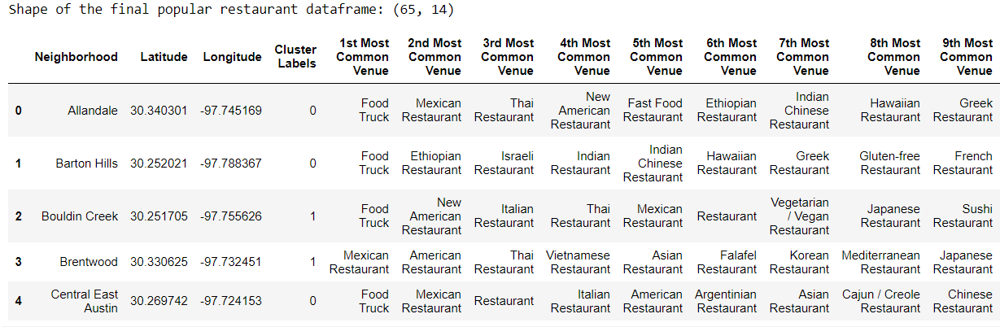 Shape of the final popular restaurant dataframe: (65, 14)
Neighborhood Latitude Longitude Cluster Labels 1st Most Common Venue 2nd Most Common Venue 3rd Most Common Venue 4th Most Common Venue 5th Most Common Venue 6th Most Common Venue 7th Most Common Venue 8th Most Common Venue 9th Most Common Venue
0 Allandale 30.340301 -97.745169 0 Food Truck Mexican Restaurant Thai Restaurant New American Restaurant Fast Food Restaurant Ethiopian Restaurant Indian Chinese Restaurant Hawaiian Restaurant Greek Restaurant
1 Barton Hills 30.252021 -97.788367 0 Food Truck Ethiopian Restaurant Israeli Restaurant Indian Restaurant Indian Chinese Restaurant Hawaiian Restaurant Greek Restaurant Gluten-free Restaurant French Restaurant
2 Bouldin Creek 30.251705 -97.755626 1 Food Truck New American Restaurant Italian Restaurant Thai Restaurant Mexican Restaurant Restaurant Vegetarian / Vegan Restaurant Japanese Restaurant Sushi Restaurant
3 Brentwood 30.330625 -97.732451 1 Mexican Restaurant American Restaurant Thai Restaurant Vietnamese Restaurant Asian Restaurant Falafel Restaurant Korean Restaurant Mediterranean Restaurant Japanese Restaurant
4 Central East Austin 30.269742 -97.724153 0 Food Truck Mexican Restaurant Restaurant Italian Restaurant American Restaurant Argentinian Restaurant Asian Restaurant Cajun / Creole Restaurant Chinese Restaurant